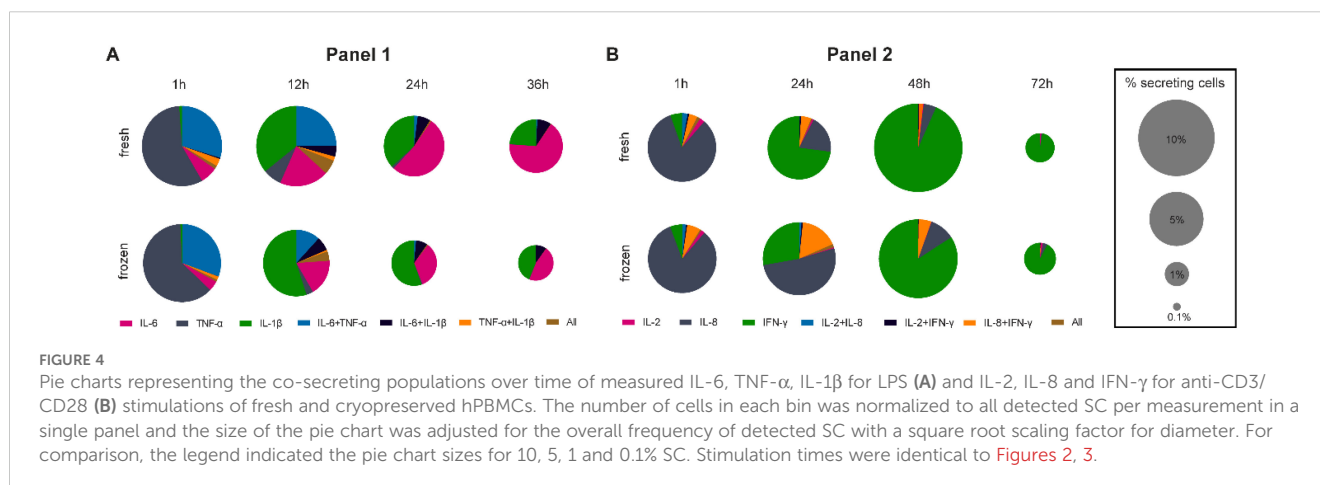 A Panel 1
1h 12h 24h 36h
fresh
frozen
IL-6 TNF-α IL-1β IL-6+TNF-α IL-6+IL-1β TNF-α+IL-1β All
B Panel 2
1h 24h 48h 72h
fresh
frozen
IL-2 IL-8 IFN-γ IL-2+IL-8 IL-2+IFN-γ IL-8+IFN-γ All
% secreting cells
10%
5%
1%
0.1%
FIGURE 4
Pie charts representing the co-secreting populations over time of measured IL-6, TNF-α, IL-1β for LPS (A) and IL-2, IL-8 and IFN-γ for anti-CD3/
CD28 (B) stimulations of fresh and cryopreserved hPBMCs. The number of cells in each bin was normalized to all detected SC per measurement in a
single panel and the size of the pie chart was adjusted for the overall frequency of detected SC with a square root scaling factor for diameter. For
comparison, the legend indicated the pie chart sizes for 10, 5, 1 and 0.1% SC. Stimulation times were identical to Figures 2, 3.